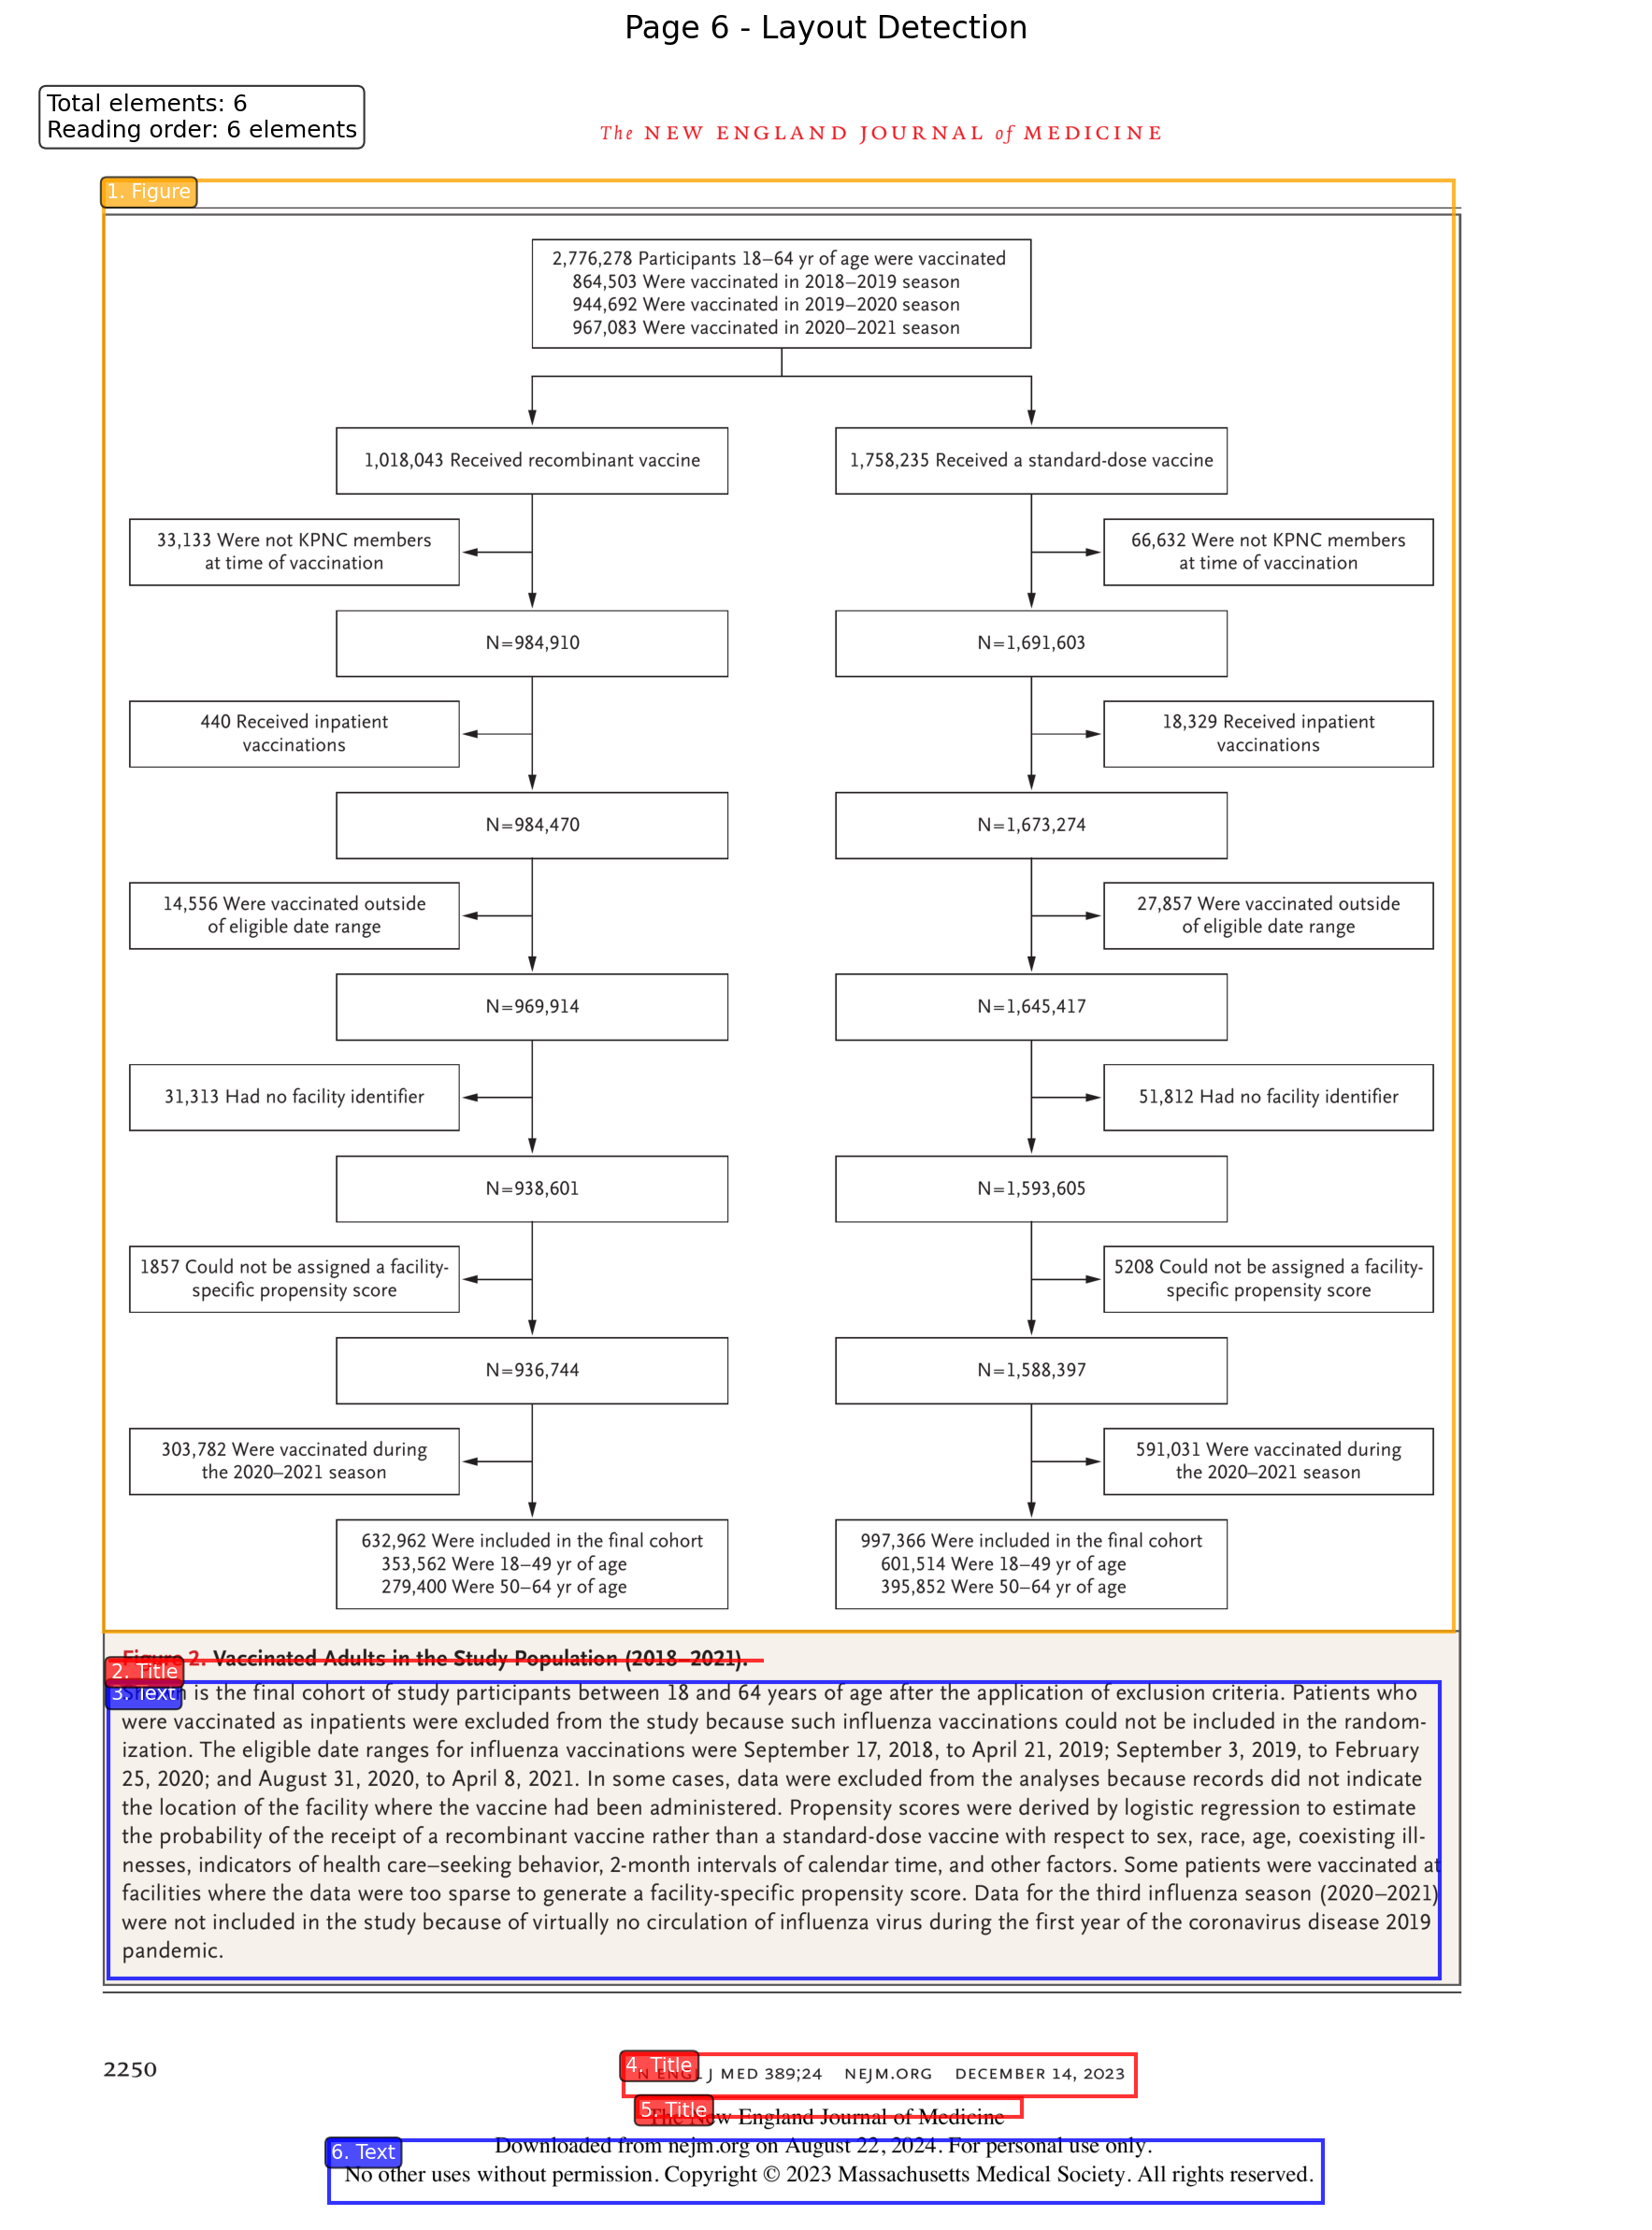 Page 6 - Layout Detection
Total elements: 6
Reading order: 6 elements
The NEW ENGLAND JOURNAL of MEDICINE
1. Figure
2,776,278 Participants 18–64 yr of age were vaccinated
864,503 Were vaccinated in 2018–2019 season
944,692 Were vaccinated in 2019–2020 season
967,083 Were vaccinated in 2020–2021 season
1,018,043 Received recombinant vaccine
1,758,235 Received a standard-dose vaccine
33,133 Were not KPNC members
at time of vaccination
66,632 Were not KPNC members
at time of vaccination
N=984,910
N=1,691,603
440 Received inpatient
vaccinations
18,329 Received inpatient
vaccinations
N=984,470
N=1,673,274
14,556 Were vaccinated outside
of eligible date range
27,857 Were vaccinated outside
of eligible date range
N=969,914
N=1,645,417
31,313 Had no facility identifier
51,812 Had no facility identifier
N=938,601
N=1,593,605
1857 Could not be assigned a facility-
specific propensity score
5208 Could not be assigned a facility-
specific propensity score
N=936,744
N=1,588,397
303,782 Were vaccinated during
the 2020–2021 season
591,031 Were vaccinated during
the 2020–2021 season
632,962 Were included in the final cohort
353,562 Were 18–49 yr of age
279,400 Were 50–64 yr of age
997,366 Were included in the final cohort
601,514 Were 18–49 yr of age
395,852 Were 50–64 yr of age
Figure 2. Vaccinated Adults in the Study Population (2018–2021).
2. Title
3. Text
is the final cohort of study participants between 18 and 64 years of age after the application of exclusion criteria. Patients who
were vaccinated as inpatients were excluded from the study because such influenza vaccinations could not be included in the random-
ization. The eligible date ranges for influenza vaccinations were September 17, 2018, to April 21, 2019; September 3, 2019, to February
25, 2020; and August 31, 2020, to April 8, 2021. In some cases, data were excluded from the analyses because records did not indicate
the location of the facility where the vaccine had been administered. Propensity scores were derived by logistic regression to estimate
the probability of the receipt of a recombinant vaccine rather than a standard-dose vaccine with respect to sex, race, age, coexisting ill-
nesses, indicators of health care–seeking behavior, 2-month intervals of calendar time, and other factors. Some patients were vaccinated at
facilities where the data were too sparse to generate a facility-specific propensity score. Data for the third influenza season (2020–2021)
were not included in the study because of virtually no circulation of influenza virus during the first year of the coronavirus disease 2019
pandemic.
2250
4. Title
N ENGL J MED 389;24 NEJM.ORG DECEMBER 14, 2023
5. Title
The New England Journal of Medicine
6. Text
Downloaded from nejm.org on August 22, 2024. For personal use only.
No other uses without permission. Copyright © 2023 Massachusetts Medical Society. All rights reserved.